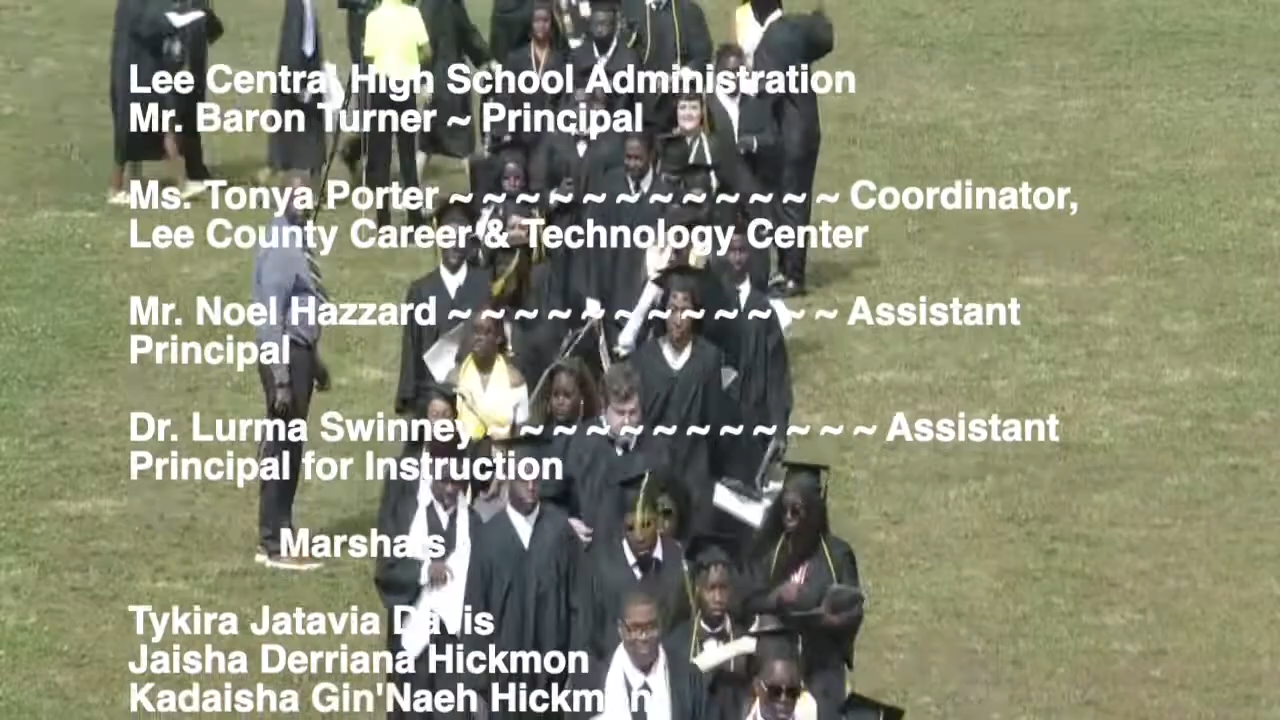 Lee Central High School Administration
Mr. Baron Turner ~ Principal
Ms. Tonya Porter ~ ~ ~ ~ ~ ~ ~ ~ ~ ~ ~ ~ Coordinator,
Lee County Career & Technology Center
Mr. Noel Hazzard ~ ~ ~ ~ ~ ~ ~ ~ ~ ~ ~ ~ Assistant
Principal
Dr. Lurma Swinney ~ ~ ~ ~ ~ ~ ~ ~ ~ ~ ~ ~ Assistant
Principal for Instruction
Marshals
Tykira Jatavia Davis
Jaisha Derriana Hickmon
Kadaisha Gin'Naeh Hickmon